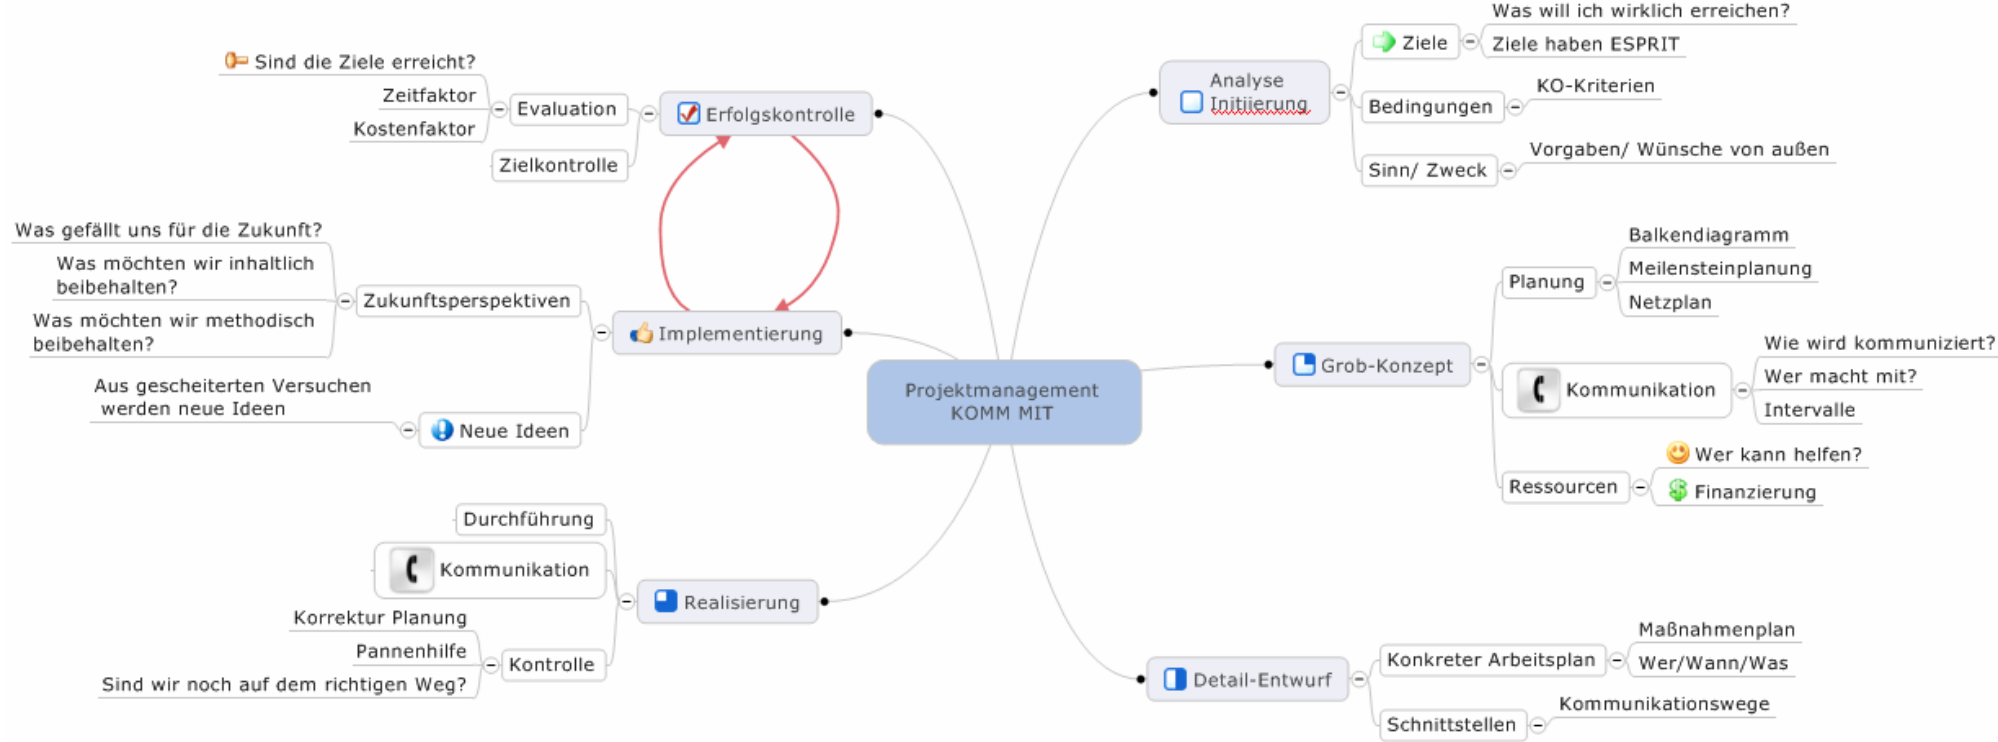 Projektmanagement
KOMM MIT
Analyse
Initiierung
Ziele
Was will ich wirklich erreichen?
Ziele haben ESPRIT
Bedingungen
KO-Kriterien
Sinn/ Zweck
Vorgaben/ Wünsche von außen
Grob-Konzept
Planung
Balkendiagramm
Meilensteinplanung
Netzplan
Kommunikation
Wie wird kommuniziert?
Wer macht mit?
Intervalle
Ressourcen
Wer kann helfen?
Finanzierung
Detail-Entwurf
Konkreter Arbeitsplan
Maßnahmenplan
Wer/Wann/Was
Schnittstellen
Kommunikationswege
Realisierung
Durchführung
Kommunikation
Kontrolle
Korrektur Planung
Pannenhilfe
Sind wir noch auf dem richtigen Weg?
Implementierung
Zukunftsperspektiven
Was gefällt uns für die Zukunft?
Was möchten wir inhaltlich
beibehalten?
Was möchten wir methodisch
beibehalten?
Neue Ideen
Aus gescheiterten Versuchen
werden neue Ideen
Erfolgskontrolle
Evaluation
Sind die Ziele erreicht?
Zeitfaktor
Kostenfaktor
Zielkontrolle